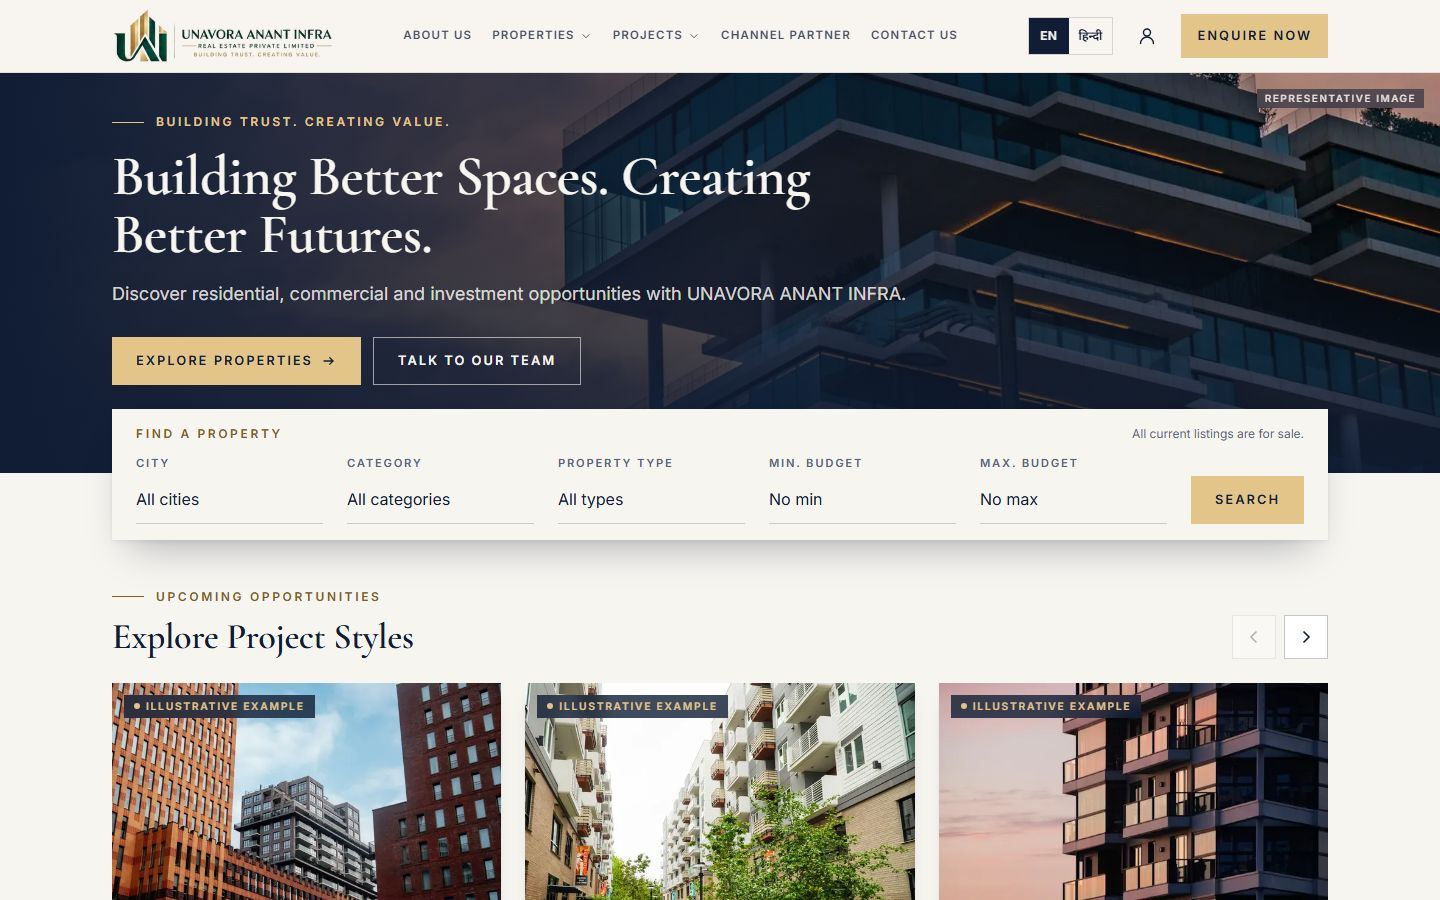 UNAVORA ANANT INFRA
REAL ESTATE PRIVATE LIMITED
BUILDING TRUST. CREATING VALUE.
ABOUT US
PROPERTIES
PROJECTS
CHANNEL PARTNER
CONTACT US
EN
हिन्दी
ENQUIRE NOW
REPRESENTATIVE IMAGE
BUILDING TRUST. CREATING VALUE.
Building Better Spaces. Creating
Better Futures.
Discover residential, commercial and investment opportunities with UNAVORA ANANT INFRA.
EXPLORE PROPERTIES →
TALK TO OUR TEAM
FIND A PROPERTY
All current listings are for sale.
CITY
CATEGORY
PROPERTY TYPE
MIN. BUDGET
MAX. BUDGET
All cities
All categories
All types
No min
No max
SEARCH
UPCOMING OPPORTUNITIES
Explore Project Styles
ILLUSTRATIVE EXAMPLE
ILLUSTRATIVE EXAMPLE
ILLUSTRATIVE EXAMPLE